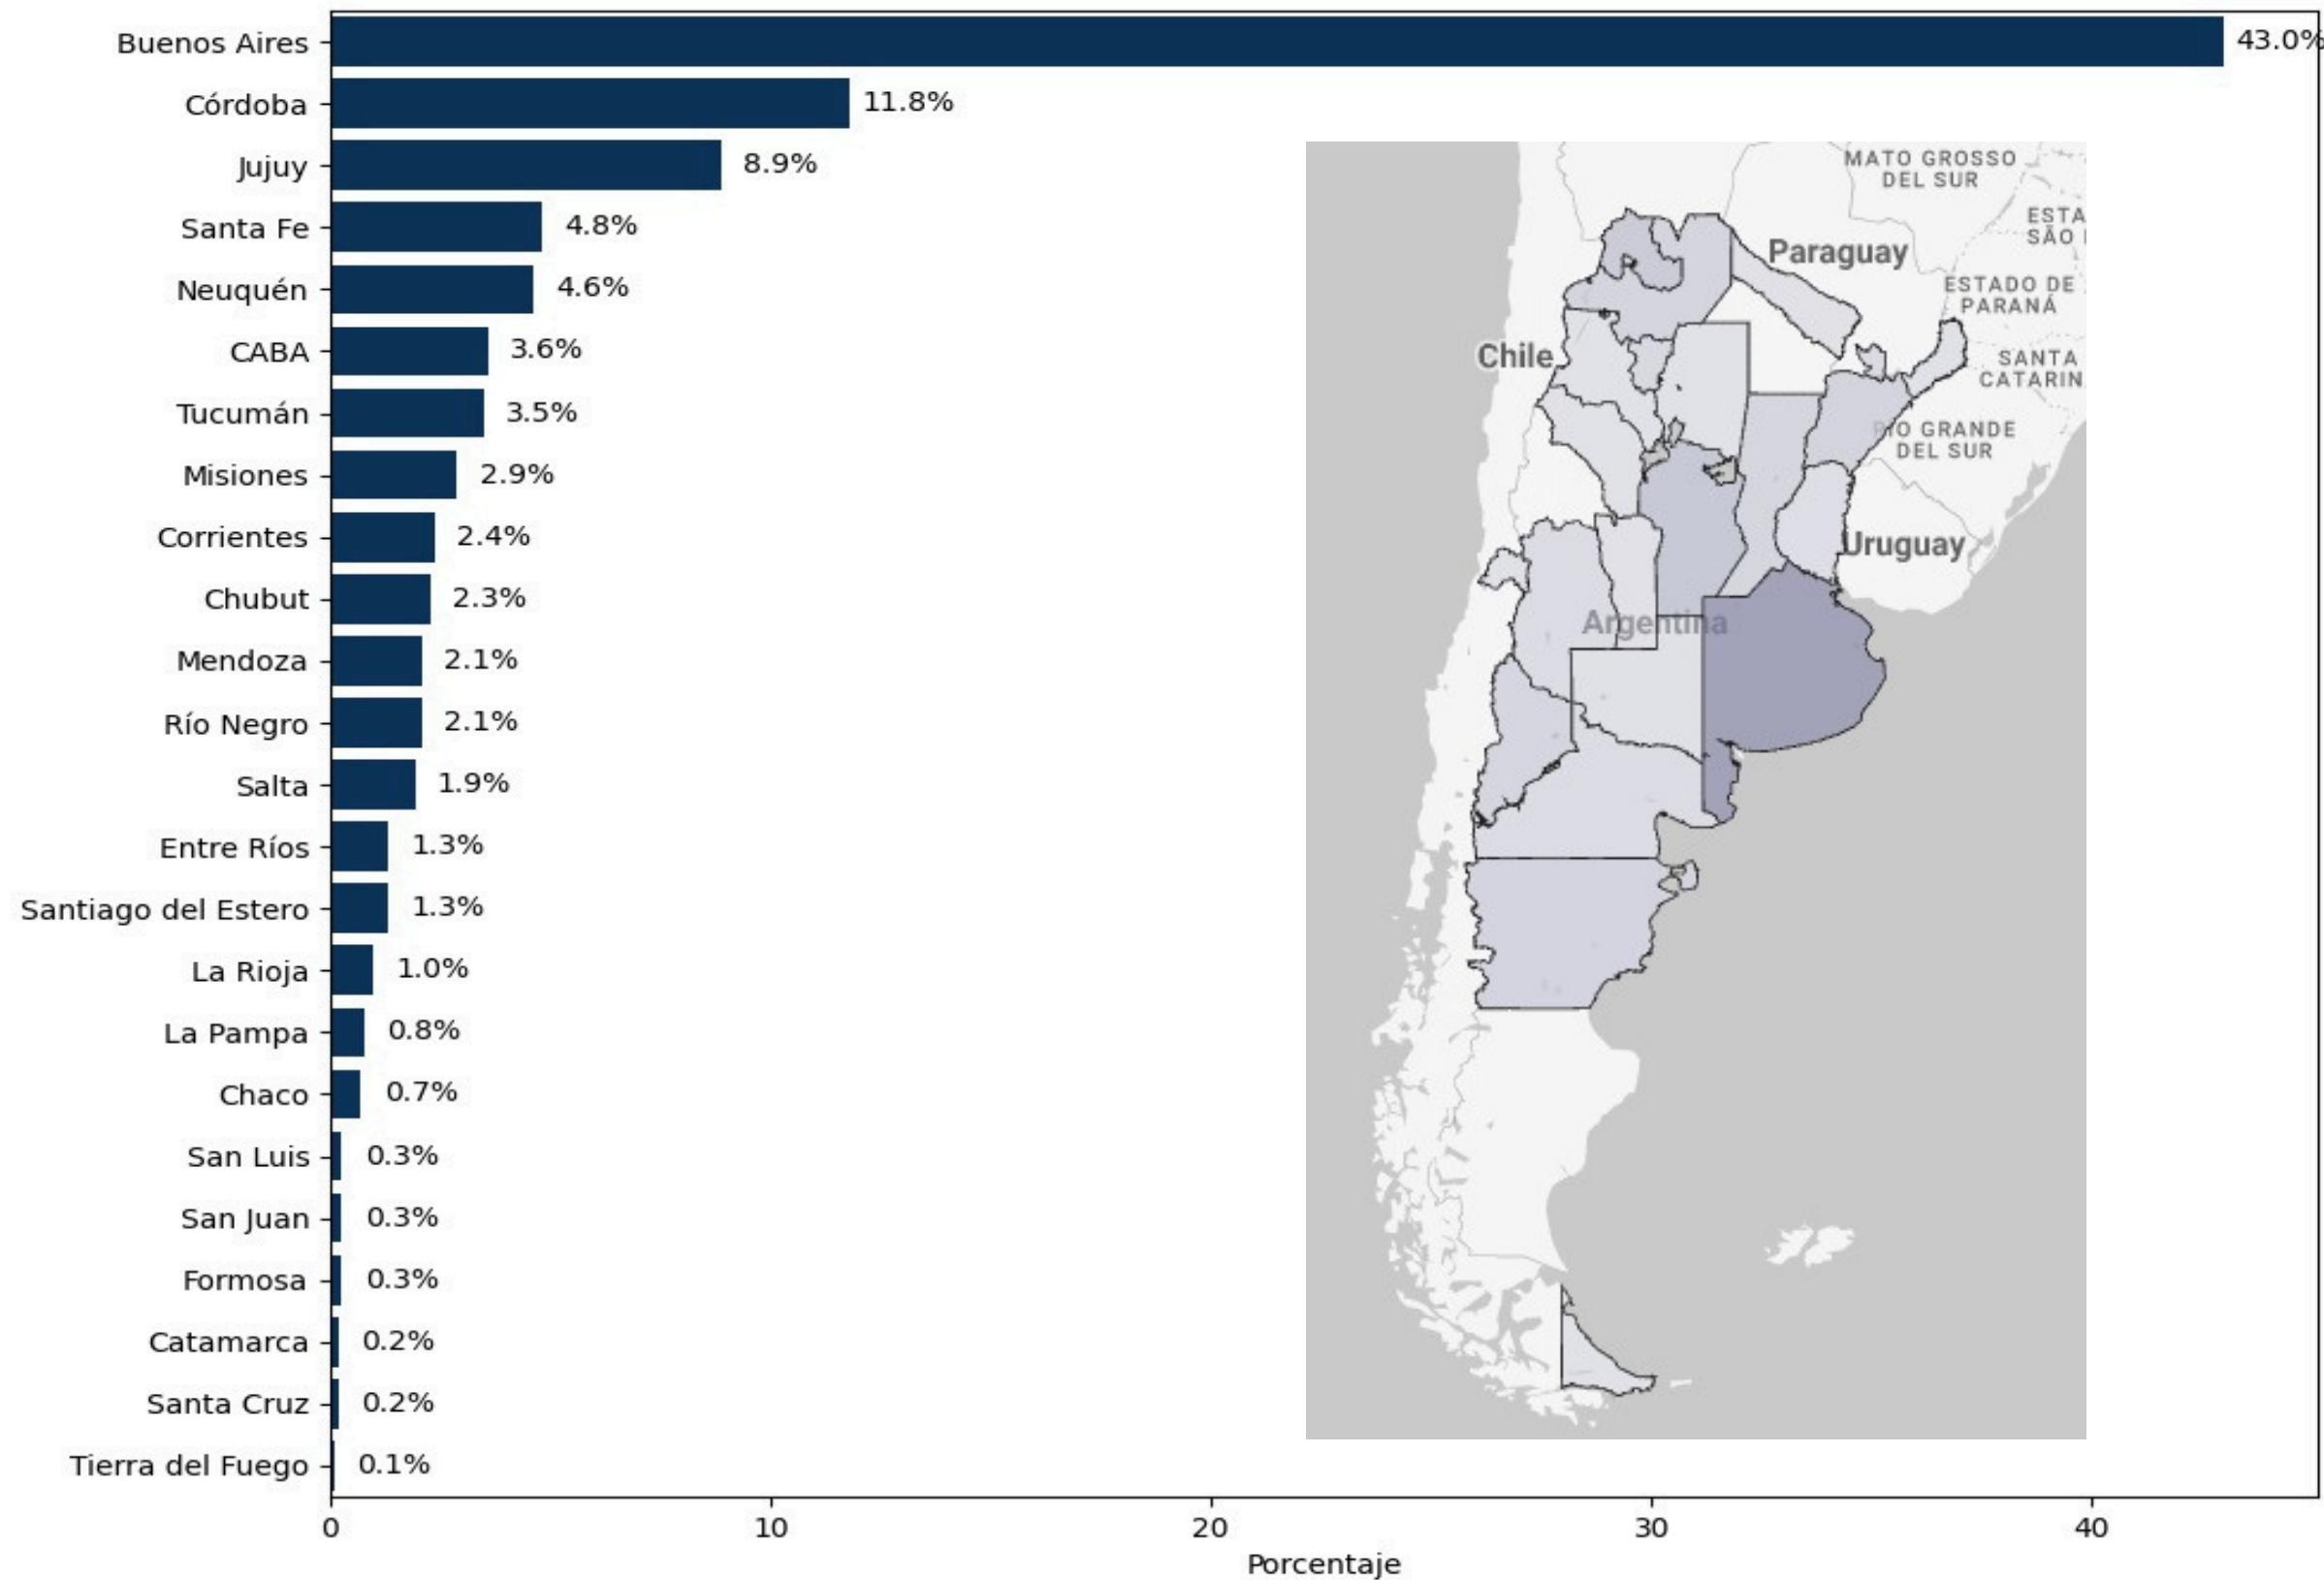 Buenos Aires 43.0%
Córdoba 11.8%
Jujuy 8.9%
Santa Fe 4.8%
Neuquén 4.6%
CABA 3.6%
Tucumán 3.5%
Misiones 2.9%
Corrientes 2.4%
Chubut 2.3%
Mendoza 2.1%
Río Negro 2.1%
Salta 1.9%
Entre Ríos 1.3%
Santiago del Estero 1.3%
La Rioja 1.0%
La Pampa 0.8%
Chaco 0.7%
San Luis 0.3%
San Juan 0.3%
Formosa 0.3%
Catamarca 0.2%
Santa Cruz 0.2%
Tierra del Fuego 0.1%
0 10 20 30 40
Porcentaje
MATO GROSSO
DEL SUR
ESTA
SÃO
Paraguay
ESTADO DE
PARANÁ
Chile
SANTA
CATARIN
RIO GRANDE
DEL SUR
Uruguay
Argentina